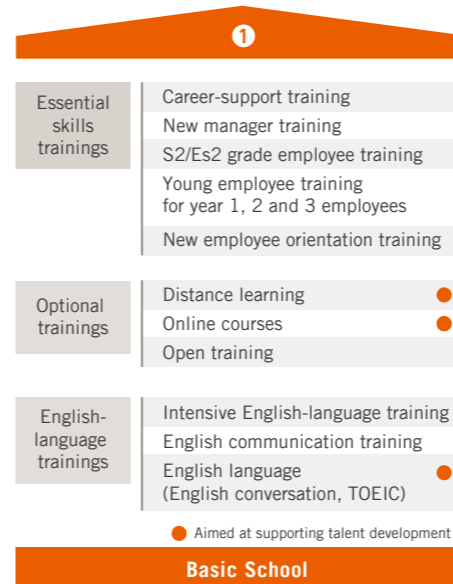 1
Essential
skills
trainings
Career-support training
New manager training
S2/Es2 grade employee training
Young employee training
for year 1, 2 and 3 employees
New employee orientation training
Optional
trainings
Distance learning
Online courses
Open training
English-
language
trainings
Intensive English-language training
English communication training
English language
(English conversation, TOEIC)
Aimed at supporting talent development
Basic School